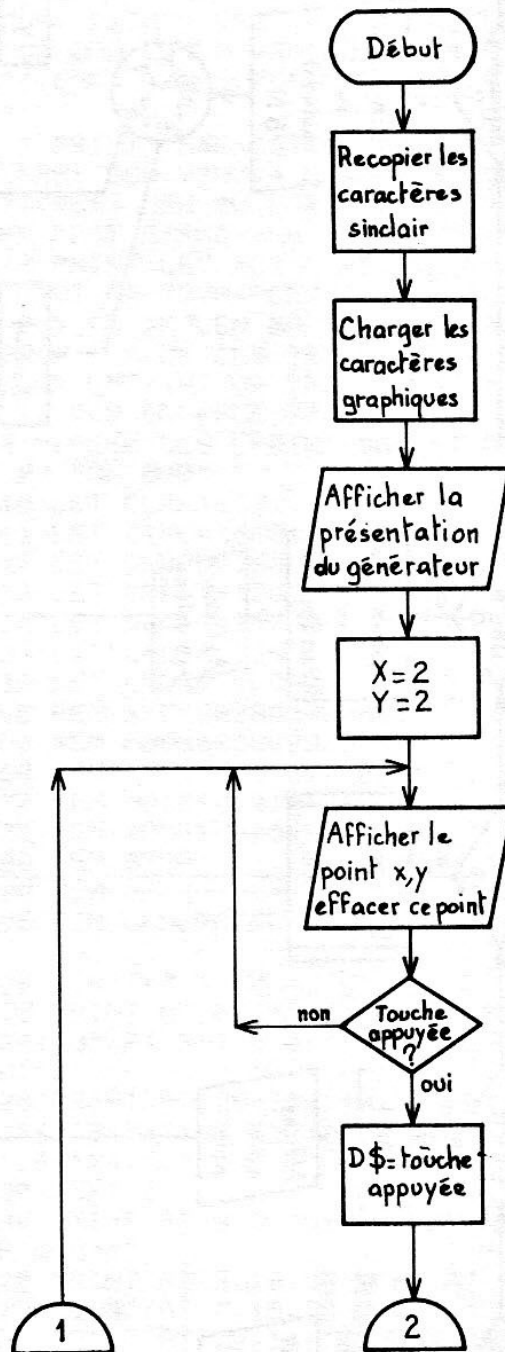 Début
Recopier les
caractères
sinclair
Charger les
caractères
graphiques
Afficher la
présentation
du générateur
X=2
Y=2
Afficher le
point x,y
effacer ce point
non
Touche
appuyée
?
oui
D$=touche
appuyée
1
2